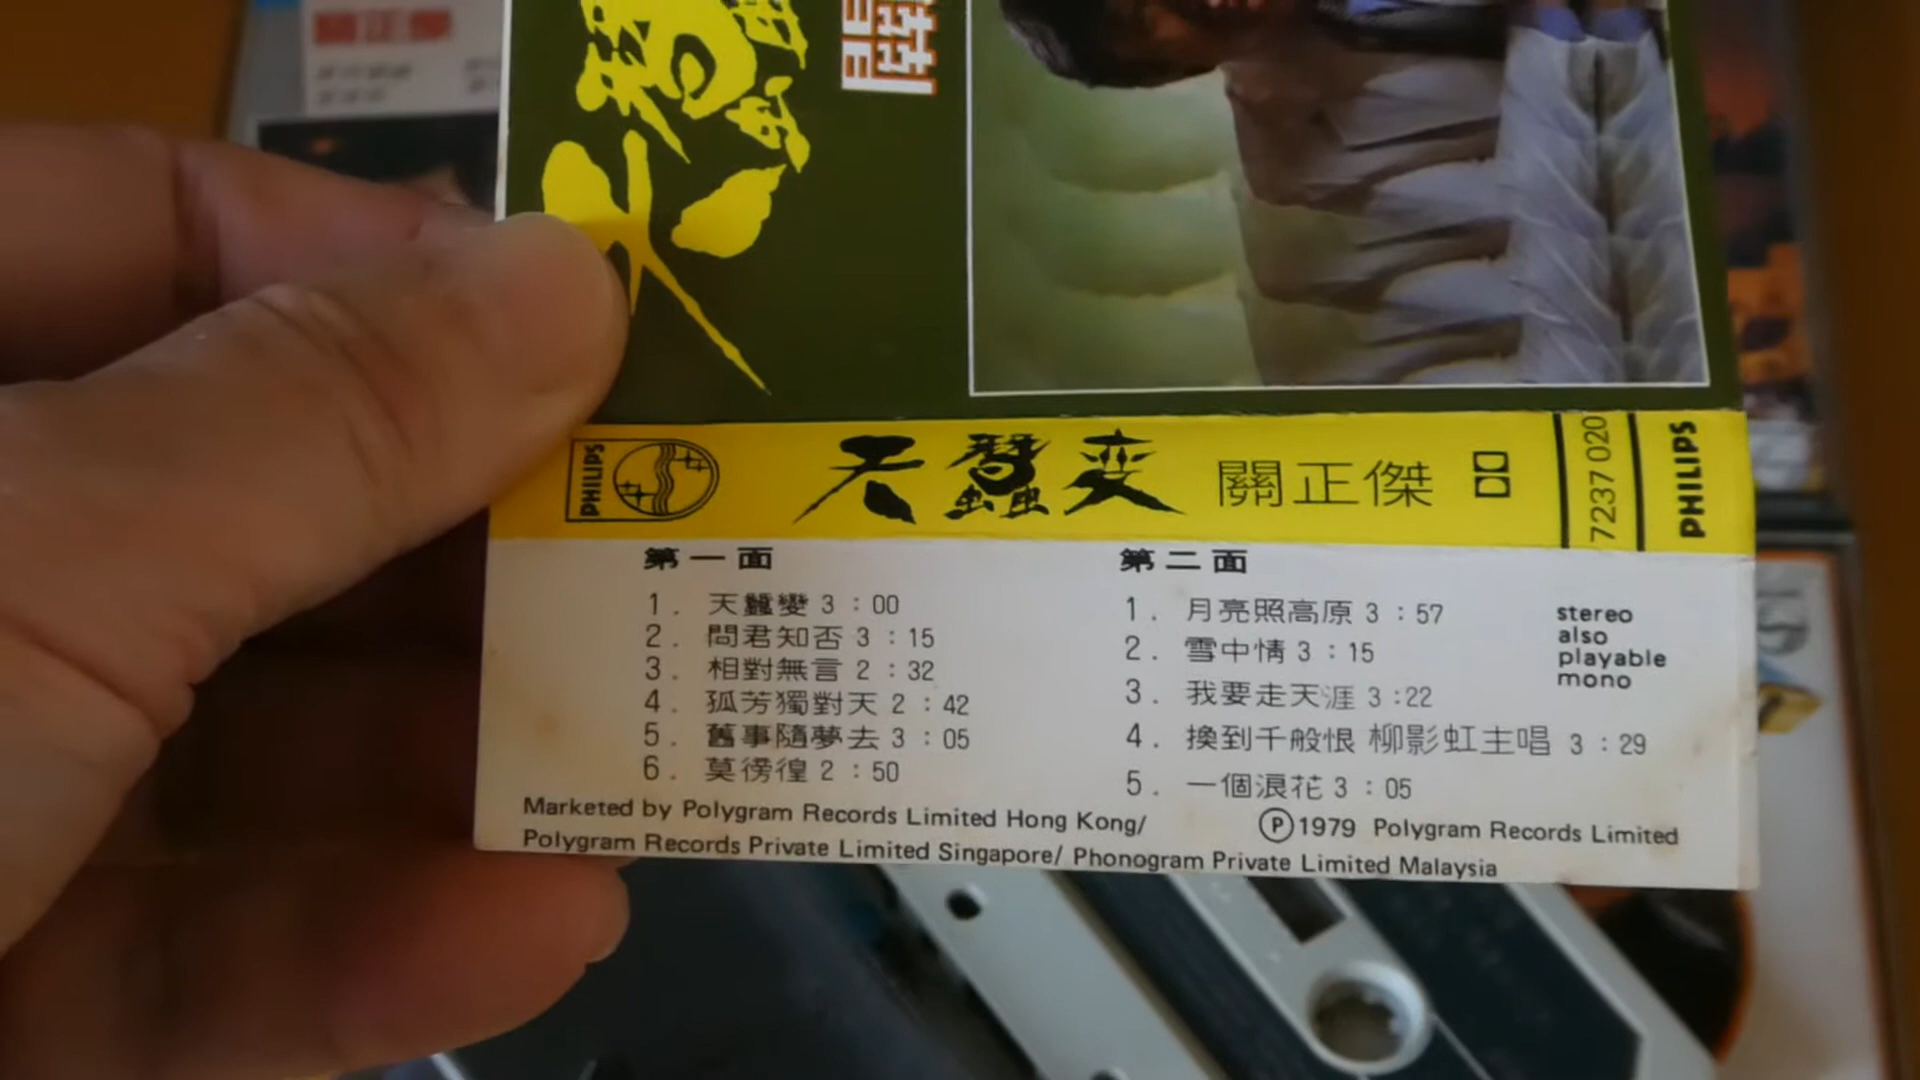 天蠶
關
PHILIPS
天蠶变 關正傑
7237 020
PHILIPS
第一面
1. 天蠶變 3:00
2. 問君知否 3:15
3. 相對無言 2:32
4. 孤芳獨對天 2:42
5. 舊事隨夢去 3:05
6. 莫徬徨 2:50
第二面
1. 月亮照高原 3:57
2. 雪中情 3:15
3. 我要走天涯 3:22
4. 換到千般恨 柳影虹主唱 3:29
5. 一個浪花 3:05
stereo
also
playable
mono
Marketed by Polygram Records Limited Hong Kong/
Polygram Records Private Limited Singapore/ Phonogram Private Limited Malaysia
Ⓟ1979 Polygram Records Limited